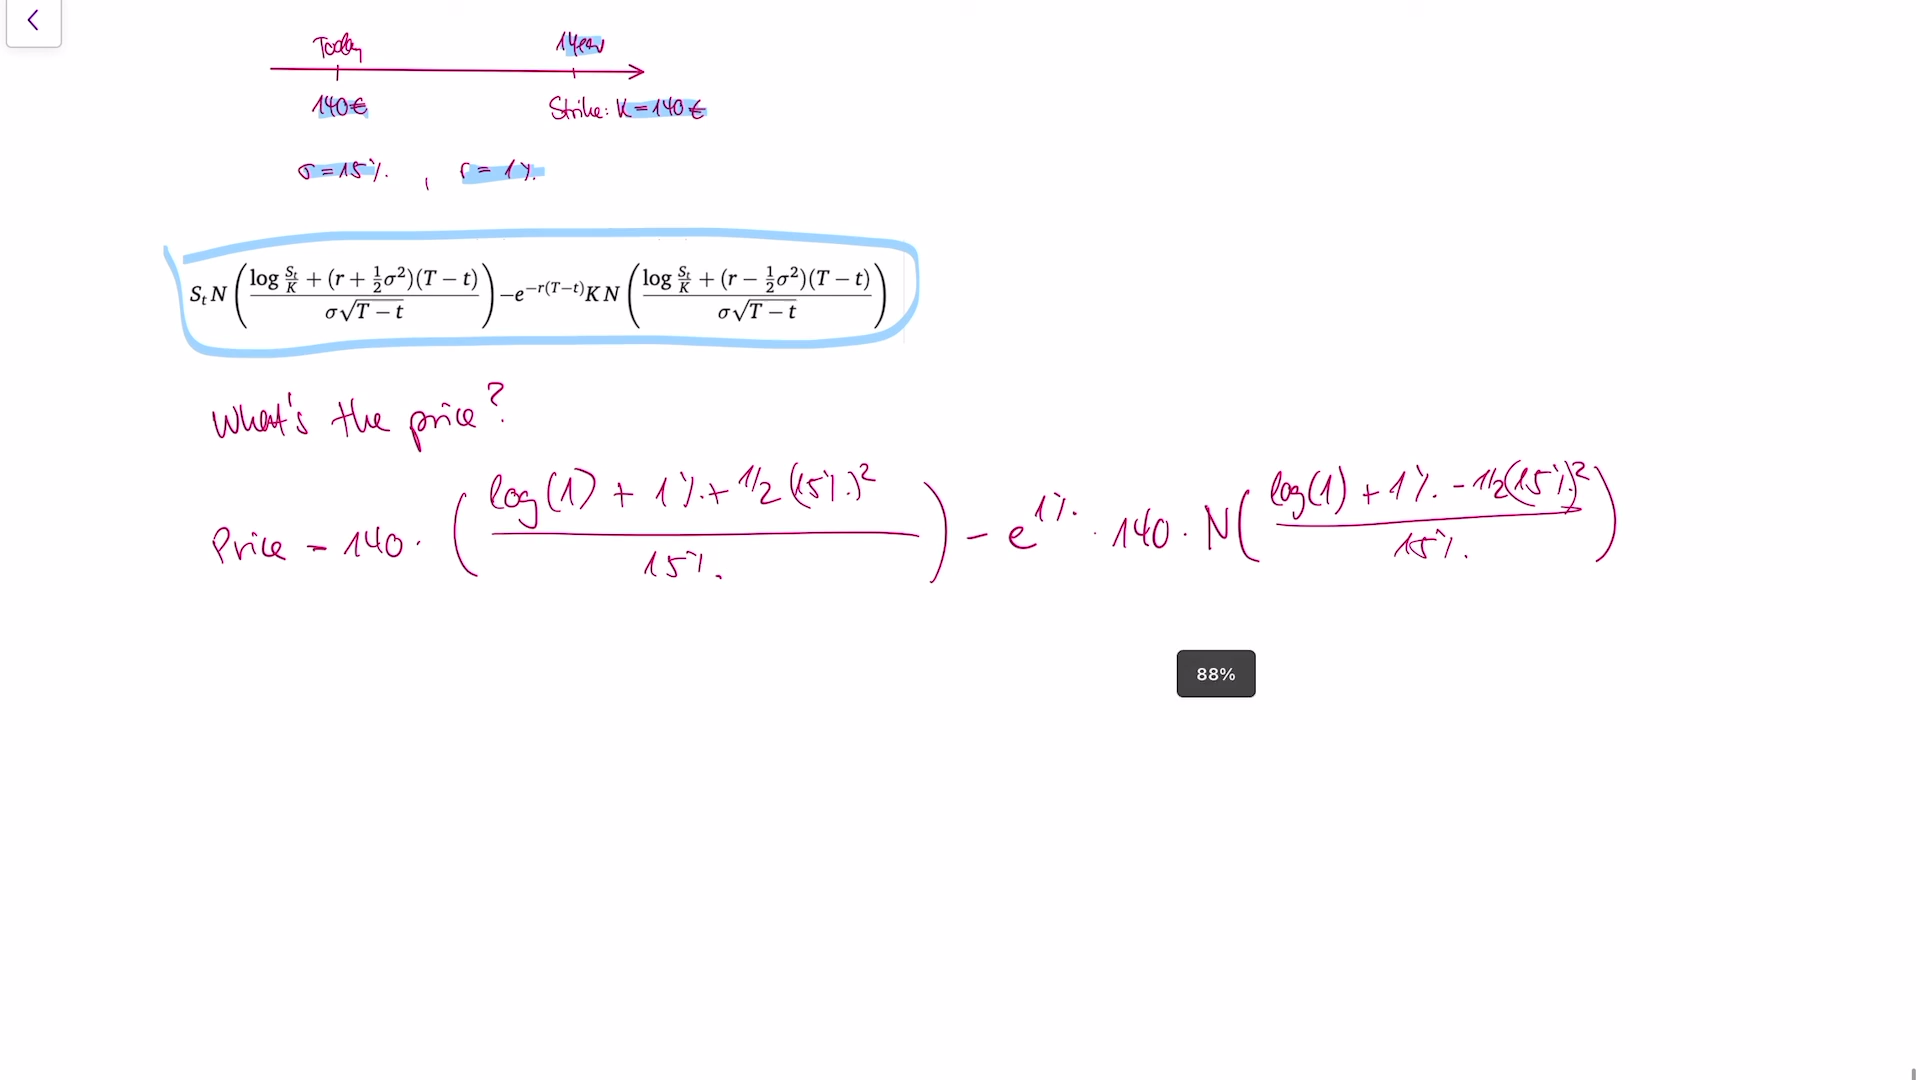 Today 1Year
140€ Strike: K = 140 €
σ = 15% , r = 1%
S_t N ( (log S_t/K + (r + 1/2 σ²)(T − t)) / (σ√(T − t)) ) − e^{−r(T−t)} K N ( (log S_t/K + (r − 1/2 σ²)(T − t)) / (σ√(T − t)) )
What's the price?
Price = 140 · ( (log(1) + 1% + 1/2 (15%)²) / 15% ) − e^{1%} · 140 · N( (log(1) + 1% - 1/2(15%)²) / 15% )
88%